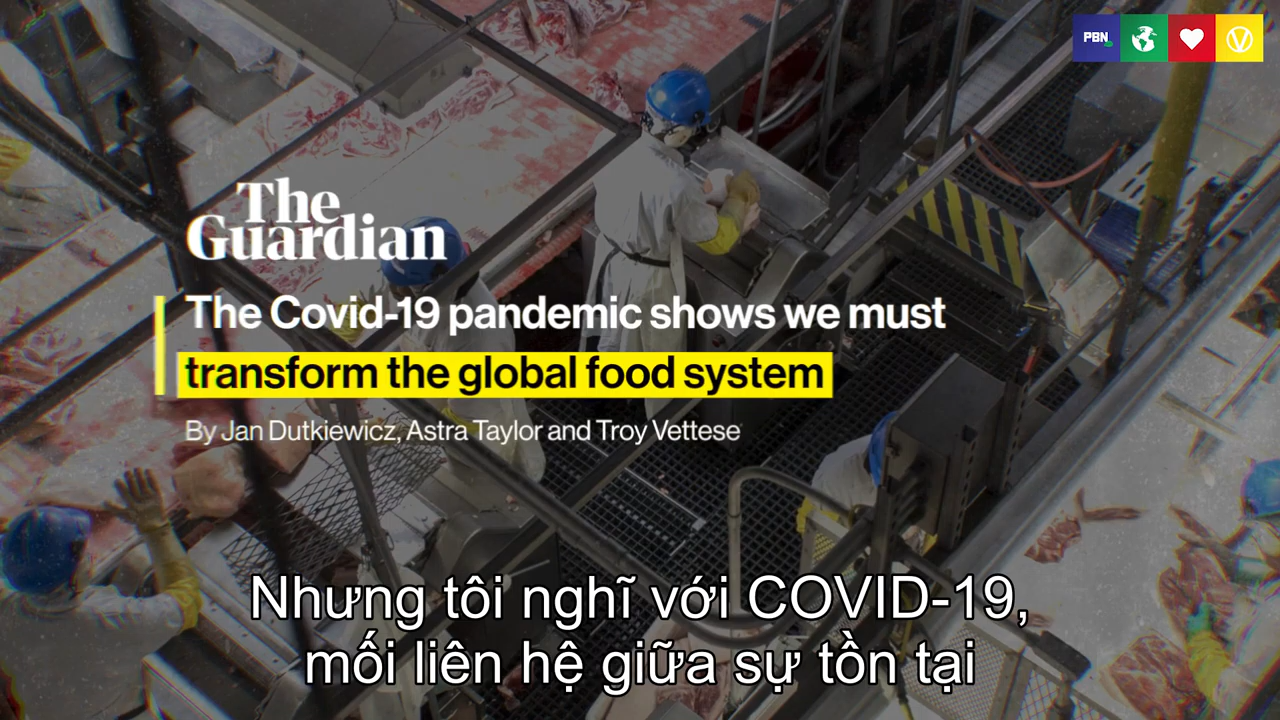 PBN
The
Guardian
The Covid-19 pandemic shows we must
transform the global food system
By Jan Dutkiewicz, Astra Taylor and Troy Vettese
Nhưng tôi nghĩ với COVID-19,
mối liên hệ giữa sự tồn tại